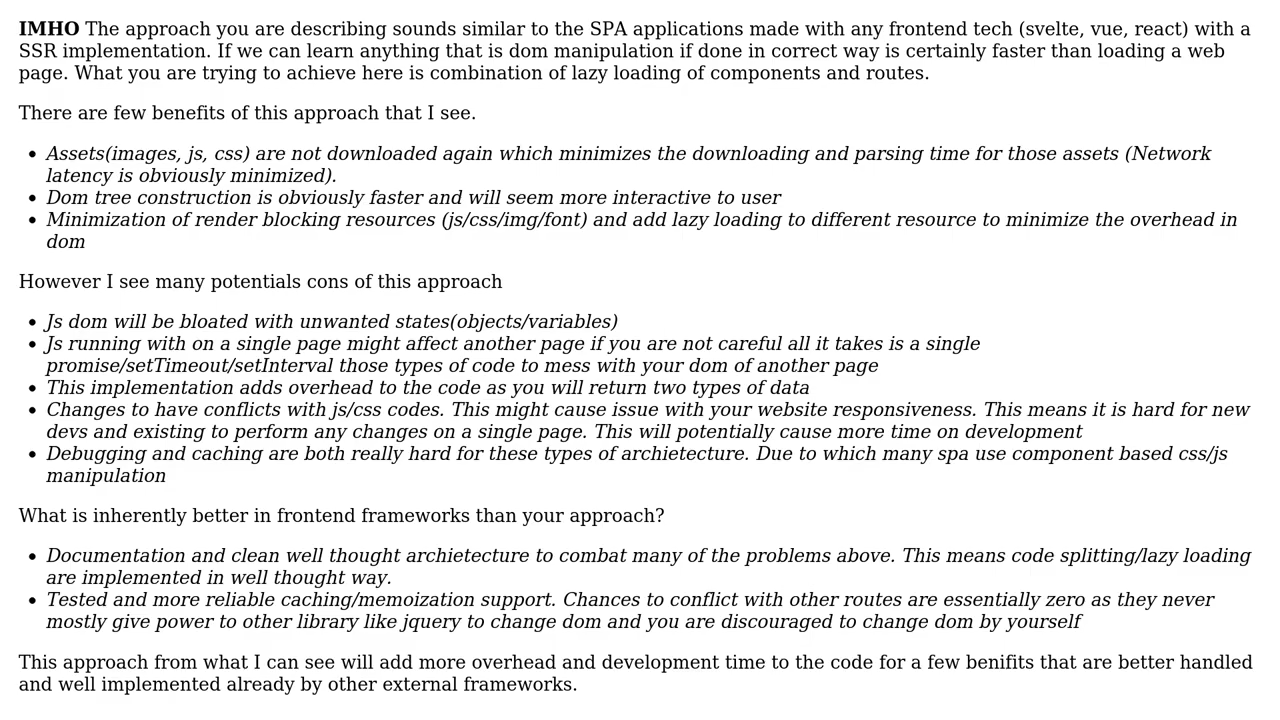 IMHO The approach you are describing sounds similar to the SPA applications made with any frontend tech (svelte, vue, react) with a
SSR implementation. If we can learn anything that is dom manipulation if done in correct way is certainly faster than loading a web
page. What you are trying to achieve here is combination of lazy loading of components and routes.
There are few benefits of this approach that I see.
• Assets(images, js, css) are not downloaded again which minimizes the downloading and parsing time for those assets (Network
latency is obviously minimized).
• Dom tree construction is obviously faster and will seem more interactive to user
• Minimization of render blocking resources (js/css/img/font) and add lazy loading to different resource to minimize the overhead in
dom
However I see many potentials cons of this approach
• Js dom will be bloated with unwanted states(objects/variables)
• Js running with on a single page might affect another page if you are not careful all it takes is a single
promise/setTimeout/setInterval those types of code to mess with your dom of another page
• This implementation adds overhead to the code as you will return two types of data
• Changes to have conflicts with js/css codes. This might cause issue with your website responsiveness. This means it is hard for new
devs and existing to perform any changes on a single page. This will potentially cause more time on development
• Debugging and caching are both really hard for these types of archietecture. Due to which many spa use component based css/js
manipulation
What is inherently better in frontend frameworks than your approach?
• Documentation and clean well thought archietecture to combat many of the problems above. This means code splitting/lazy loading
are implemented in well thought way.
• Tested and more reliable caching/memoization support. Chances to conflict with other routes are essentially zero as they never
mostly give power to other library like jquery to change dom and you are discouraged to change dom by yourself
This approach from what I can see will add more overhead and development time to the code for a few benifits that are better handled
and well implemented already by other external frameworks.